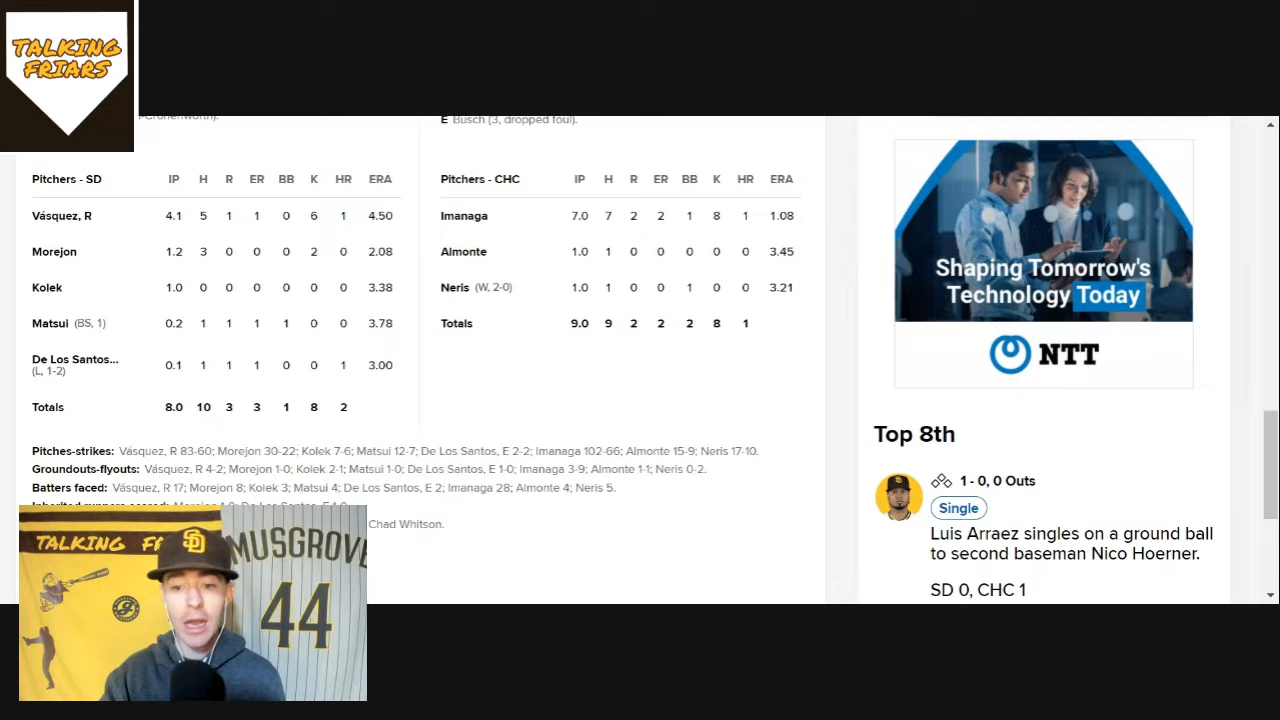 TALKING
FRIARS
Cronenworth).
E Busch (3, dropped foul).
Pitchers - SD IP H R ER BB K HR ERA
Vásquez, R 4.1 5 1 1 0 6 1 4.50
Morejon 1.2 3 0 0 0 2 0 2.08
Kolek 1.0 0 0 0 0 0 0 3.38
Matsui (BS, 1) 0.2 1 1 1 1 0 0 3.78
De Los Santos...
(L, 1-2) 0.1 1 1 1 0 0 1 3.00
Totals 8.0 10 3 3 1 8 2
Pitchers - CHC IP H R ER BB K HR ERA
Imanaga 7.0 7 2 2 1 8 1 1.08
Almonte 1.0 1 0 0 0 0 0 3.45
Neris (W, 2-0) 1.0 1 0 0 1 0 0 3.21
Totals 9.0 9 2 2 2 8 1
Pitches-strikes: Vásquez, R 83-60; Morejon 30-22; Kolek 7-6; Matsui 12-7; De Los Santos, E 2-2; Imanaga 102-66; Almonte 15-9; Neris 17-10.
Groundouts-flyouts: Vásquez, R 4-2; Morejon 1-0; Kolek 2-1; Matsui 1-0; De Los Santos, E 1-0; Imanaga 3-9; Almonte 1-1; Neris 0-2.
Batters faced: Vásquez, R 17; Morejon 8; Kolek 3; Matsui 4; De Los Santos, E 2; Imanaga 28; Almonte 4; Neris 5.
Chad Whitson.
Shaping Tomorrow's
Technology Today
NTT
Top 8th
1 - 0, 0 Outs
Single
Luis Arraez singles on a ground ball
to second baseman Nico Hoerner.
SD 0, CHC 1
TALKING
SD
MUSGROVE
44